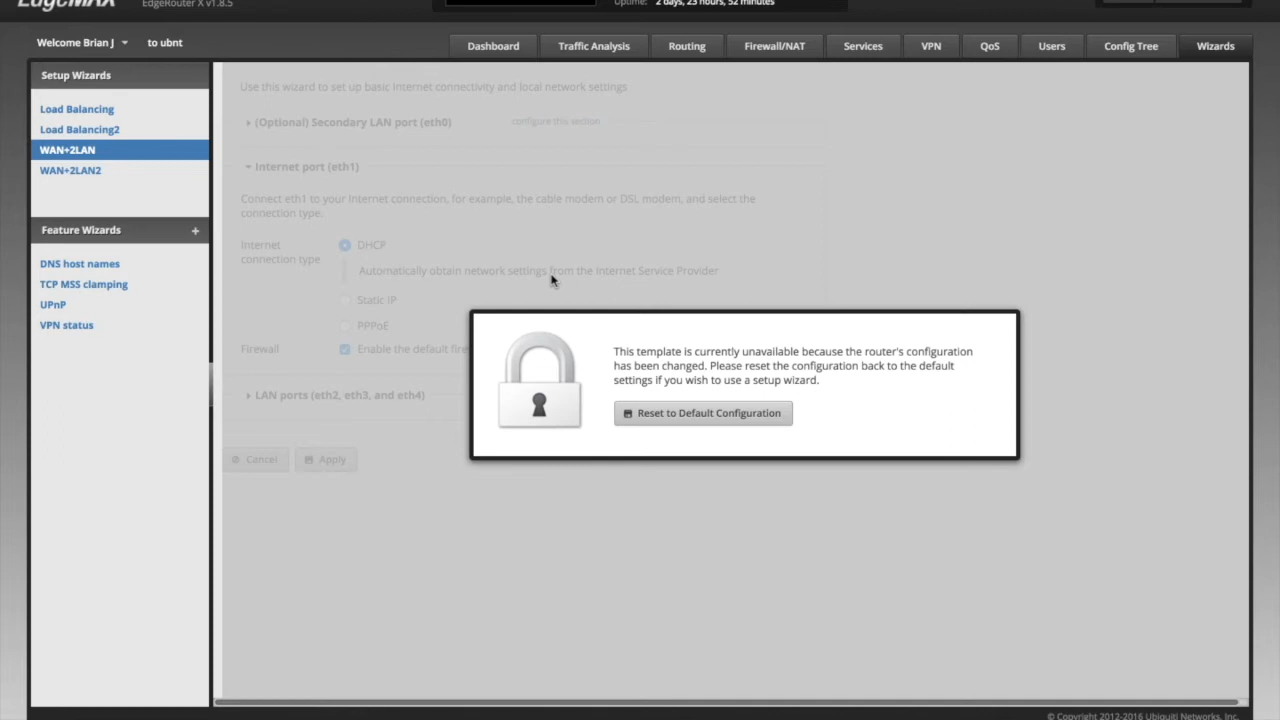 EdgeMAX
EdgeRouter X v1.8.5
Uptime: 2 days, 23 hours, 52 minutes
Welcome Brian J
to ubnt
Dashboard
Traffic Analysis
Routing
Firewall/NAT
Services
VPN
QoS
Users
Config Tree
Wizards
Setup Wizards
Load Balancing
Load Balancing2
WAN+2LAN
WAN+2LAN2
Feature Wizards +
DNS host names
TCP MSS clamping
UPnP
VPN status
Use this wizard to set up basic Internet connectivity and local network settings
(Optional) Secondary LAN port (eth0)
configure this section
Internet port (eth1)
Connect eth1 to your Internet connection, for example, the cable modem or DSL modem, and select the
connection type.
Internet
connection type
DHCP
Automatically obtain network settings from the Internet Service Provider
Static IP
PPPoE
Firewall
Enable the default fire
LAN ports (eth2, eth3, and eth4)
Cancel
Apply
This template is currently unavailable because the router's configuration
has been changed. Please reset the configuration back to the default
settings if you wish to use a setup wizard.
Reset to Default Configuration
© Copyright 2012-2016 Ubiquiti Networks, Inc.